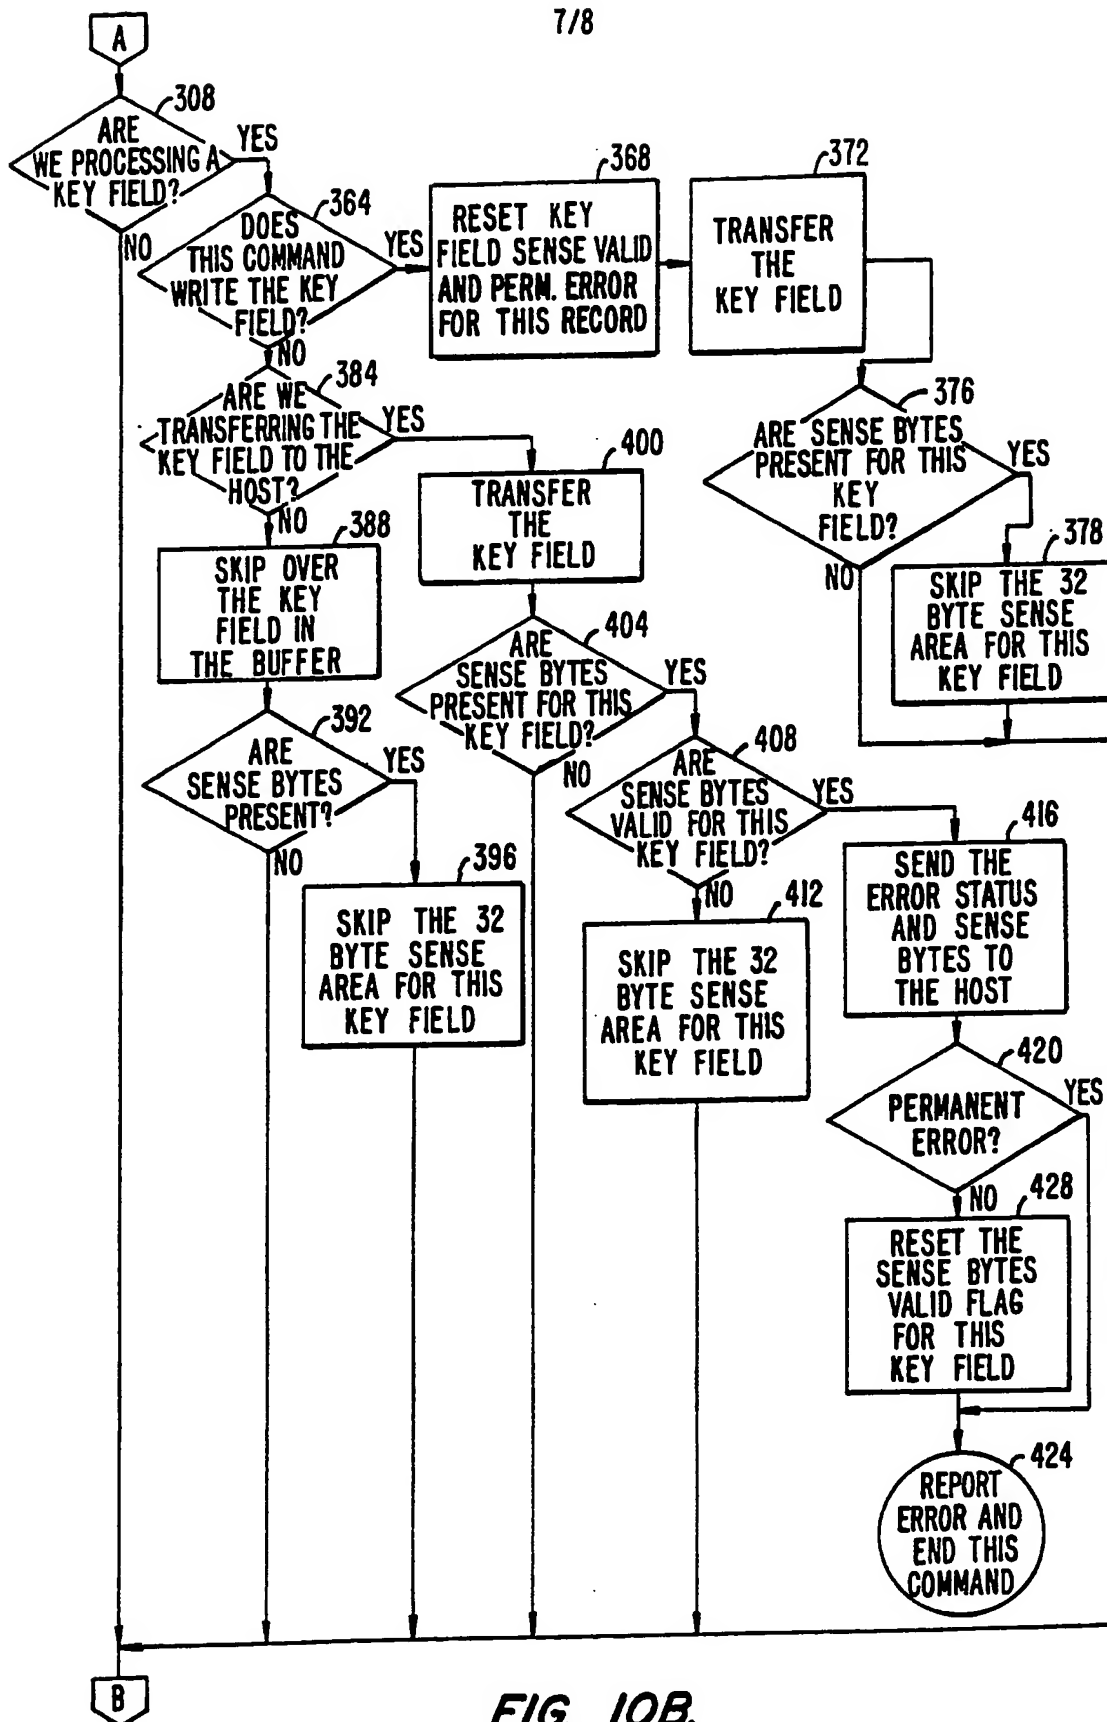 7/8
A
308
ARE
WE PROCESSING A
KEY FIELD?
YES
NO
364
DOES
THIS COMMAND
WRITE THE KEY
FIELD?
YES
NO
368
RESET KEY
FIELD SENSE VALID
AND PERM. ERROR
FOR THIS RECORD
372
TRANSFER
THE
KEY FIELD
376
ARE SENSE BYTES
PRESENT FOR THIS
KEY
FIELD?
YES
NO
378
SKIP THE 32
BYTE SENSE
AREA FOR THIS
KEY FIELD
384
ARE WE
TRANSFERRING THE
KEY FIELD TO THE
HOST?
YES
NO
388
SKIP OVER
THE KEY
FIELD IN
THE BUFFER
392
ARE
SENSE BYTES
PRESENT?
YES
NO
396
SKIP THE 32
BYTE SENSE
AREA FOR THIS
KEY FIELD
400
TRANSFER
THE
KEY FIELD
404
ARE
SENSE BYTES
PRESENT FOR THIS
KEY FIELD?
YES
NO
408
ARE
SENSE BYTES
VALID FOR THIS
KEY FIELD?
YES
NO
412
SKIP THE 32
BYTE SENSE
AREA FOR THIS
KEY FIELD
416
SEND THE
ERROR STATUS
AND SENSE
BYTES TO
THE HOST
420
PERMANENT
ERROR?
YES
NO
428
RESET THE
SENSE BYTES
VALID FLAG
FOR THIS
KEY FIELD
424
REPORT
ERROR AND
END THIS
COMMAND
B
FIG. 10B.